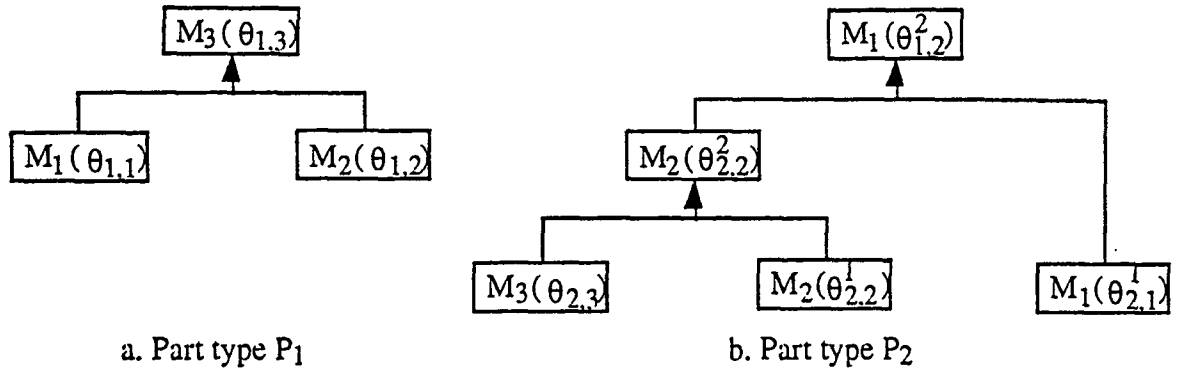 M₃(θ₁,₃)
M₁(θ²₁,₂)
M₁(θ₁,₁)
M₂(θ₁,₂)
M₂(θ²₂,₂)
M₃(θ₂,₃)
M₂(θ¹₂,₂)
M₁(θ¹₂,₁)
a. Part type P₁
b. Part type P₂